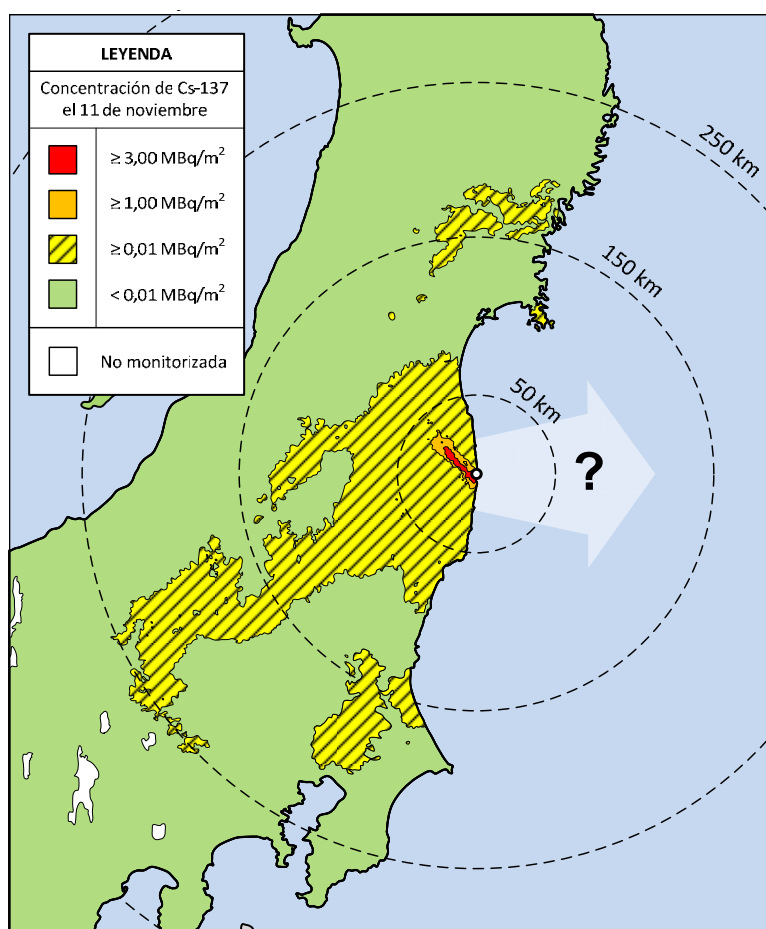 LEYENDA
Concentración de Cs-137
el 11 de noviembre
≥ 3,00 MBq/m²
≥ 1,00 MBq/m²
≥ 0,01 MBq/m²
< 0,01 MBq/m²
No monitorizada
250 km
150 km
50 km
?